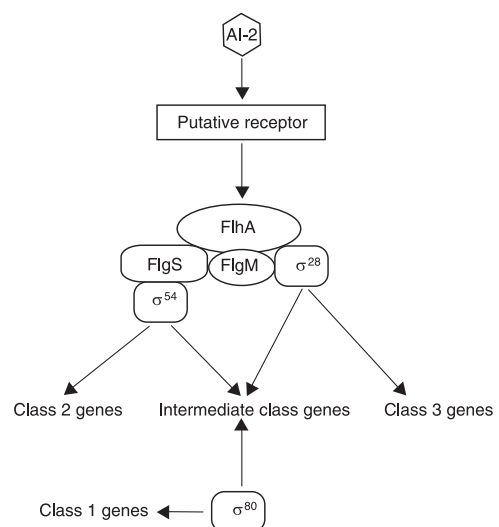 AI-2
Putative receptor
FlhA
FlgS
FlgM
σ²⁸
σ⁵⁴
Class 2 genes
Intermediate class genes
Class 3 genes
Class 1 genes
σ⁸⁰